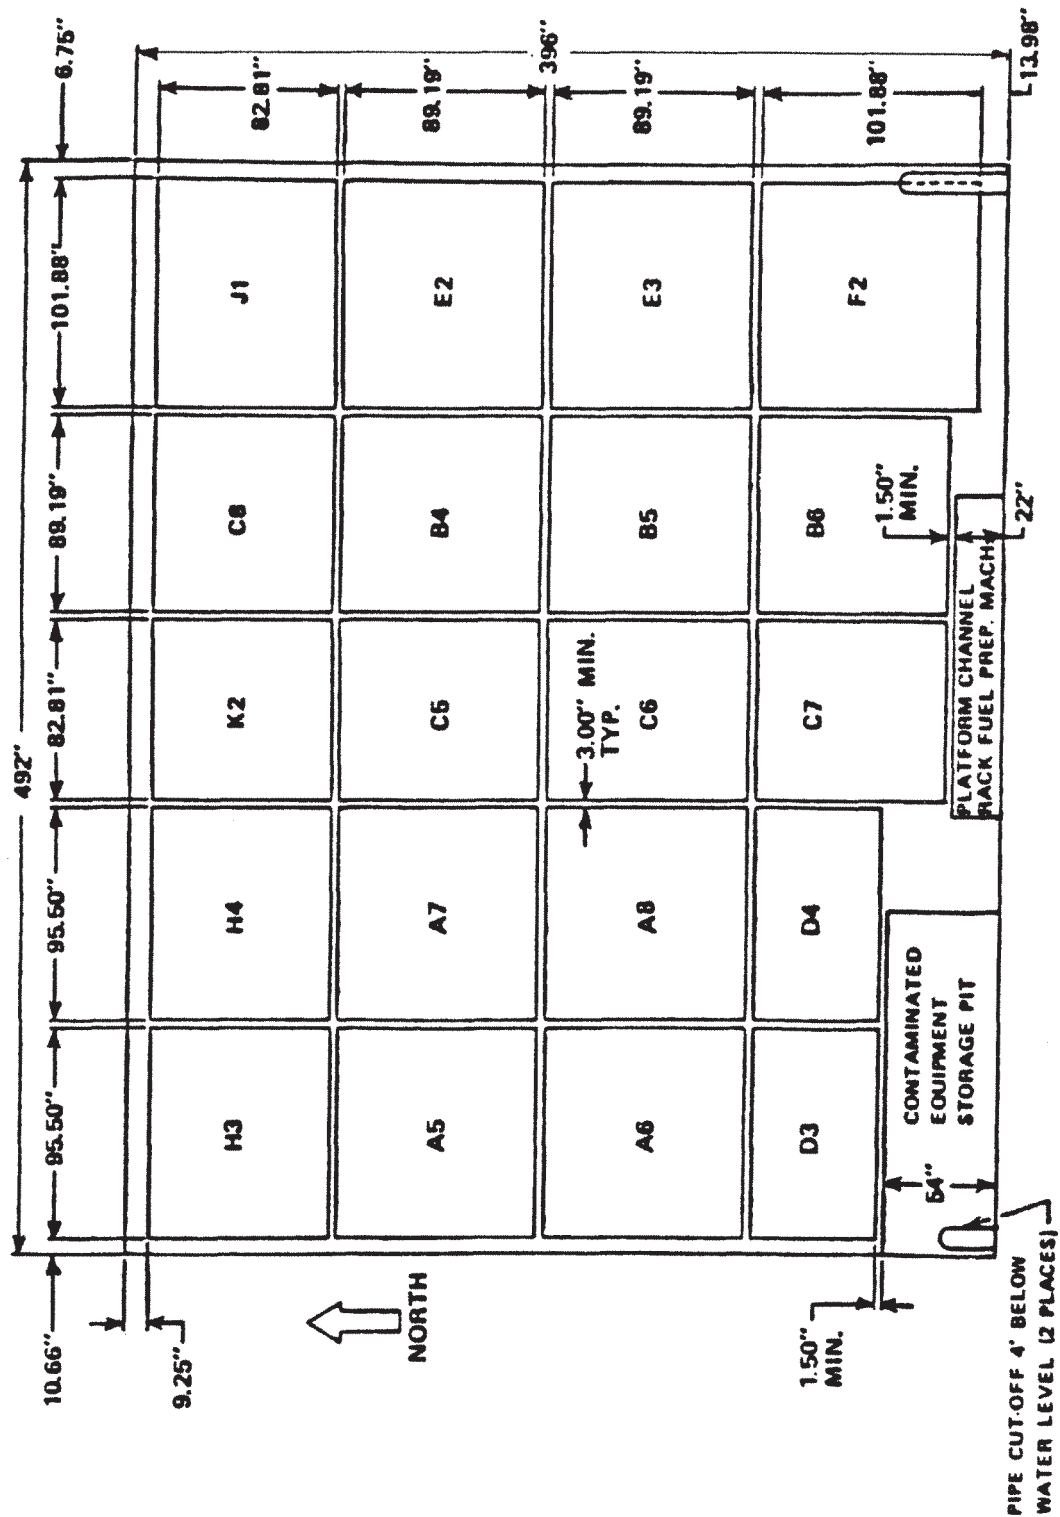 492"
10.66"
95.50"
95.50"
82.81"
89.19"
101.88"
6.75"
9.25"
H3
H4
K2
C8
J1
82.81"
NORTH
A5
A7
C5
B4
E2
89.19"
396"
3.00" MIN.
TYP.
A6
A8
C6
B5
E3
89.19"
1.50"
MIN.
D3
D4
C7
B6
F2
101.88"
1.50"
MIN.
CONTAMINATED
EQUIPMENT
STORAGE PIT
54"
PLATFORM CHANNEL
RACK FUEL PREP. MACH.
22"
13.98"
PIPE CUT-OFF 4' BELOW
WATER LEVEL (2 PLACES)